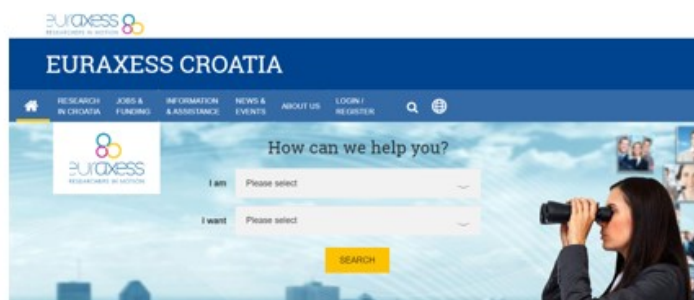 euraxess
RESEARCHERS IN MOTION
EURAXESS CROATIA
RESEARCH IN CROATIA
JOBS & FUNDING
INFORMATION & ASSISTANCE
NEWS & EVENTS
ABOUT US
LOGIN / REGISTER
euraxess
RESEARCHERS IN MOTION
How can we help you?
I am Please select
I want Please select
SEARCH